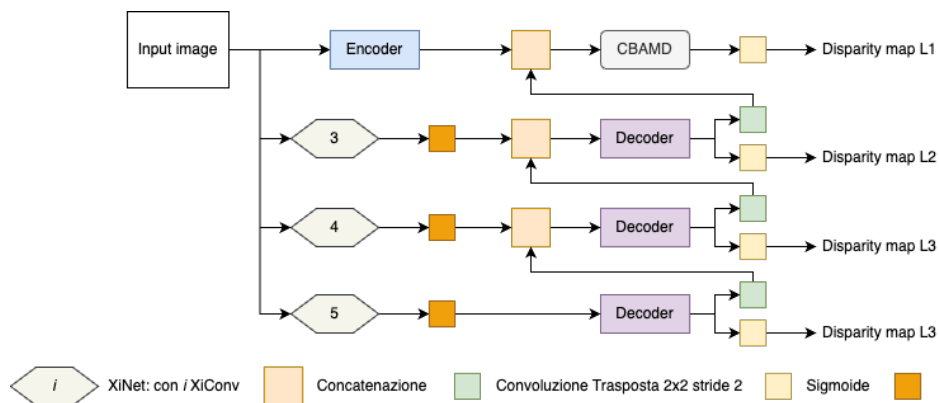 Input image
Encoder
CBAMD
Disparity map L1
3
Decoder
Disparity map L2
4
Decoder
Disparity map L3
5
Decoder
Disparity map L3
i
XiNet: con i XiConv
Concatenazione
Convoluzione Trasposta 2x2 stride 2
Sigmoide